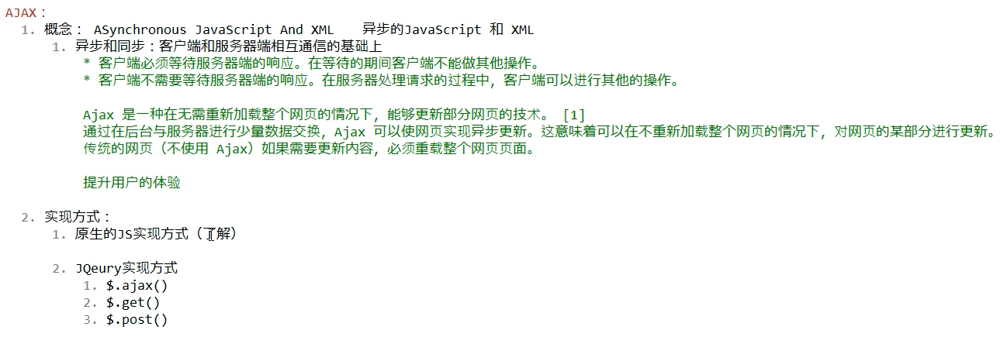 AJAX：
1. 概念： ASynchronous JavaScript And XML 异步的JavaScript 和 XML
1. 异步和同步：客户端和服务器端相互通信的基础上
* 客户端必须等待服务器端的响应。在等待的期间客户端不能做其他操作。
* 客户端不需要等待服务器端的响应。在服务器处理请求的过程中，客户端可以进行其他的操作。
Ajax 是一种在无需重新加载整个网页的情况下，能够更新部分网页的技术。 [1]
通过在后台与服务器进行少量数据交换，Ajax 可以使网页实现异步更新。这意味着可以在不重新加载整个网页的情况下，对网页的某部分进行更新。
传统的网页（不使用 Ajax）如果需要更新内容，必须重载整个网页页面。
提升用户的体验
2. 实现方式：
1. 原生的JS实现方式（了解）
2. JQeury实现方式
1. $.ajax()
2. $.get()
3. $.post()